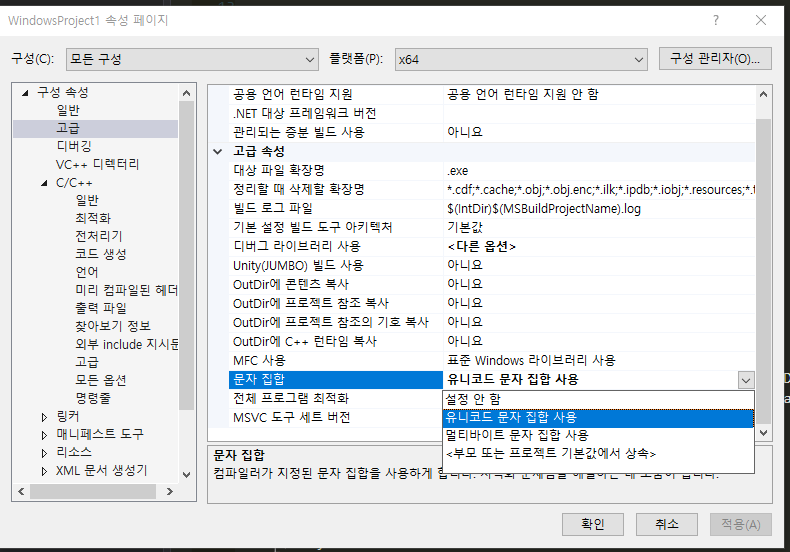 WindowsProject1 속성 페이지
구성(C): 모든 구성 플랫폼(P): x64 구성 관리자(O)...
구성 속성
일반
고급
디버깅
VC++ 디렉터리
C/C++
일반
최적화
전처리기
코드 생성
언어
미리 컴파일된 헤더
출력 파일
찾아보기 정보
외부 include 지시문
고급
모든 옵션
명령줄
링커
매니페스트 도구
리소스
XML 문서 생성기
공용 언어 런타임 지원 공용 언어 런타임 지원 안 함
.NET 대상 프레임워크 버전
관리되는 증분 빌드 사용 아니요
고급 속성
대상 파일 확장명 .exe
정리할 때 삭제할 확장명 *.cdf;*.cache;*.obj;*.obj.enc;*.ilk;*.ipdb;*.iobj;*.resources;*.t
빌드 로그 파일 $(IntDir)$(MSBuildProjectName).log
기본 설정 빌드 도구 아키텍처 기본값
디버그 라이브러리 사용 <다른 옵션>
Unity(JUMBO) 빌드 사용 아니요
OutDir에 콘텐츠 복사 아니요
OutDir에 프로젝트 참조 복사 아니요
OutDir에 프로젝트 참조의 기호 복사 아니요
OutDir에 C++ 런타임 복사 아니요
MFC 사용 표준 Windows 라이브러리 사용
문자 집합 유니코드 문자 집합 사용
전체 프로그램 최적화
MSVC 도구 세트 버전
설정 안 함
유니코드 문자 집합 사용
멀티바이트 문자 집합 사용
<부모 또는 프로젝트 기본값에서 상속>
문자 집합
컴파일러가 지정된 문자 집합을 사용하게 합니다. 지역화 문제점을 해결하는 데 도움이 됩니다.
확인 취소 적용(A)